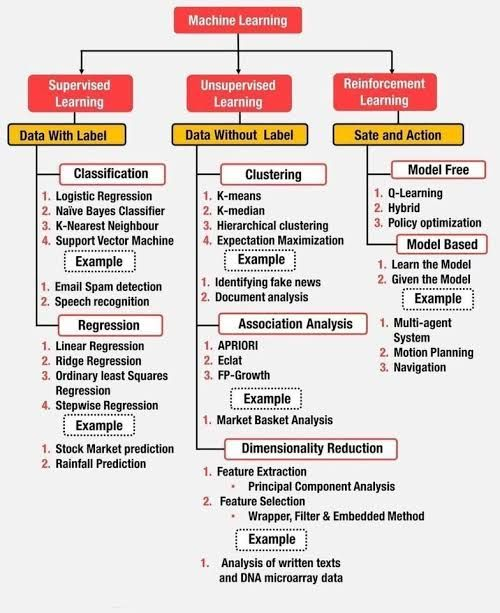 Machine Learning
Supervised
Learning
Data With Label
Classification
1. Logistic Regression
2. Naïve Bayes Classifier
3. K-Nearest Neighbour
4. Support Vector Machine
Example
1. Email Spam detection
2. Speech recognition
Regression
1. Linear Regression
2. Ridge Regression
3. Ordinary least Squares
Regression
4. Stepwise Regression
Example
1. Stock Market prediction
2. Rainfall Prediction
Unsupervised
Learning
Data Without Label
Clustering
1. K-means
2. K-median
3. Hierarchical clustering
4. Expectation Maximization
Example
1. Identifying fake news
2. Document analysis
Association Analysis
1. APRIORI
2. Eclat
3. FP-Growth
Example
1. Market Basket Analysis
Dimensionality Reduction
1. Feature Extraction
• Principal Component Analysis
2. Feature Selection
• Wrapper, Filter & Embedded Method
Example
1. Analysis of written texts
and DNA microarray data
Reinforcement
Learning
Sate and Action
Model Free
1. Q-Learning
2. Hybrid
3. Policy optimization
Model Based
1. Learn the Model
2. Given the Model
Example
1. Multi-agent
System
2. Motion Planning
3. Navigation